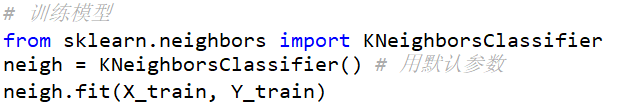 # 训练模型
from sklearn.neighbors import KNeighborsClassifier
neigh = KNeighborsClassifier() # 用默认参数
neigh.fit(X_train, Y_train)